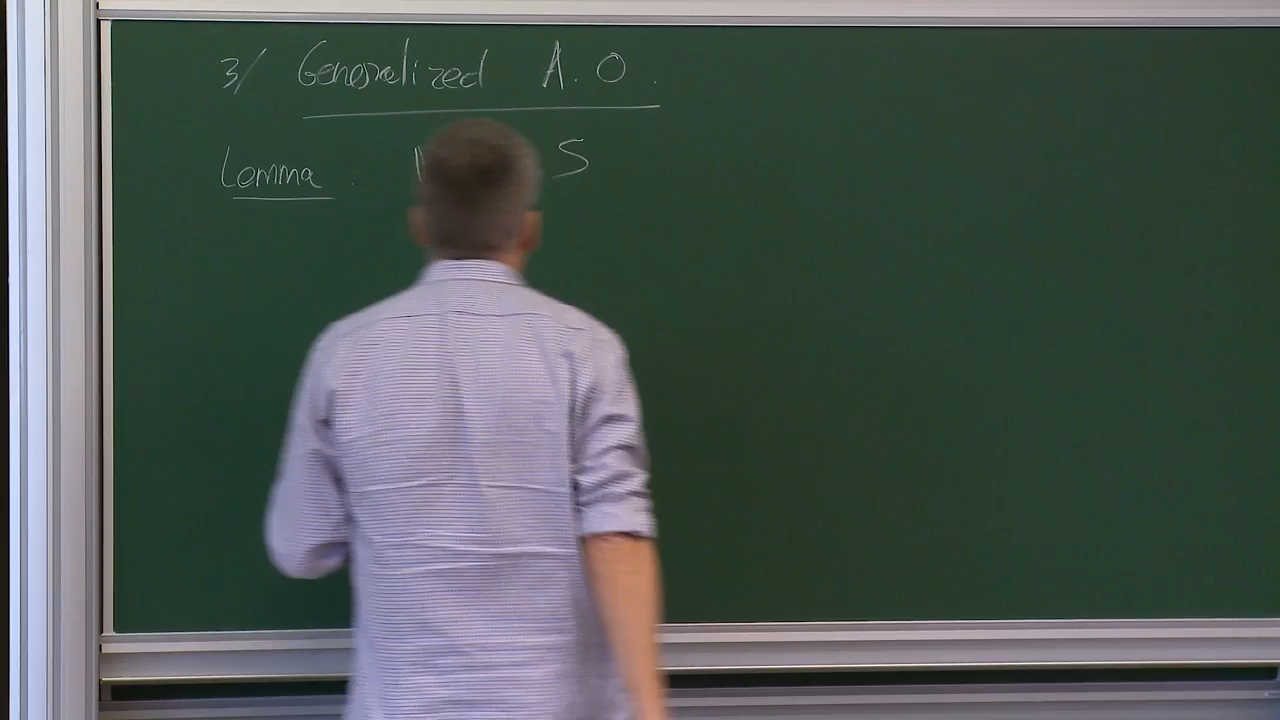 3/ Generalized A. O.
Lemma : S